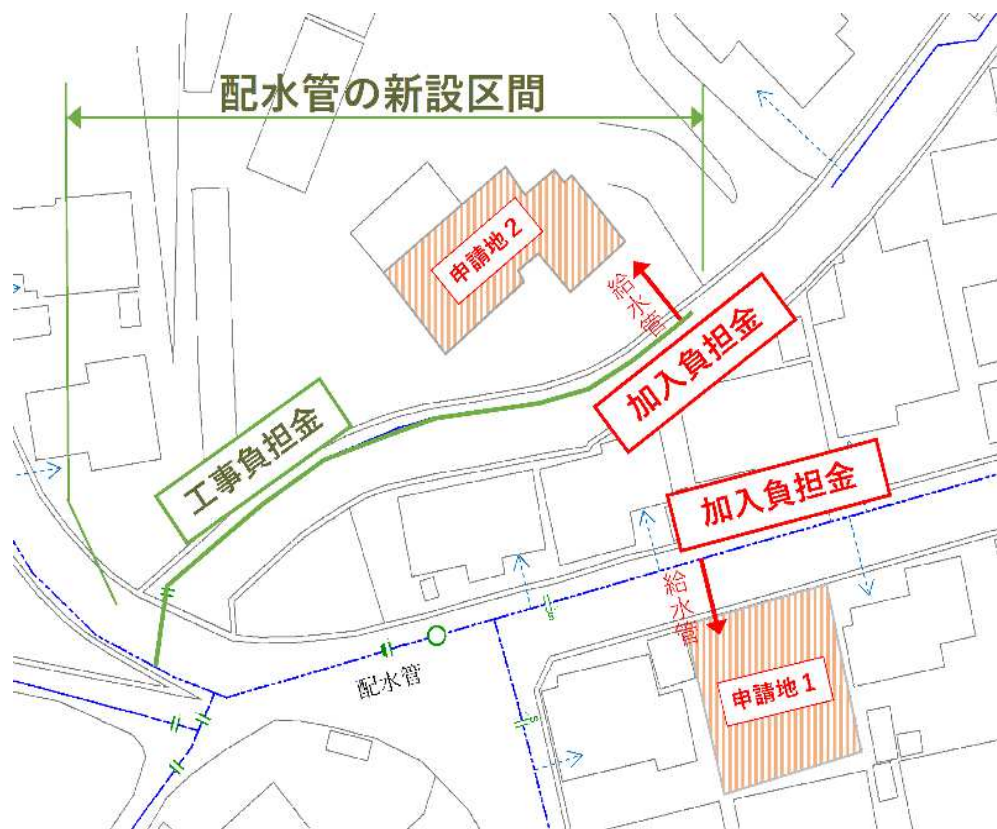 配水管の新設区間
申請地2
給水管
加入負担金
工事負担金
加入負担金
給水管
配水管
申請地1